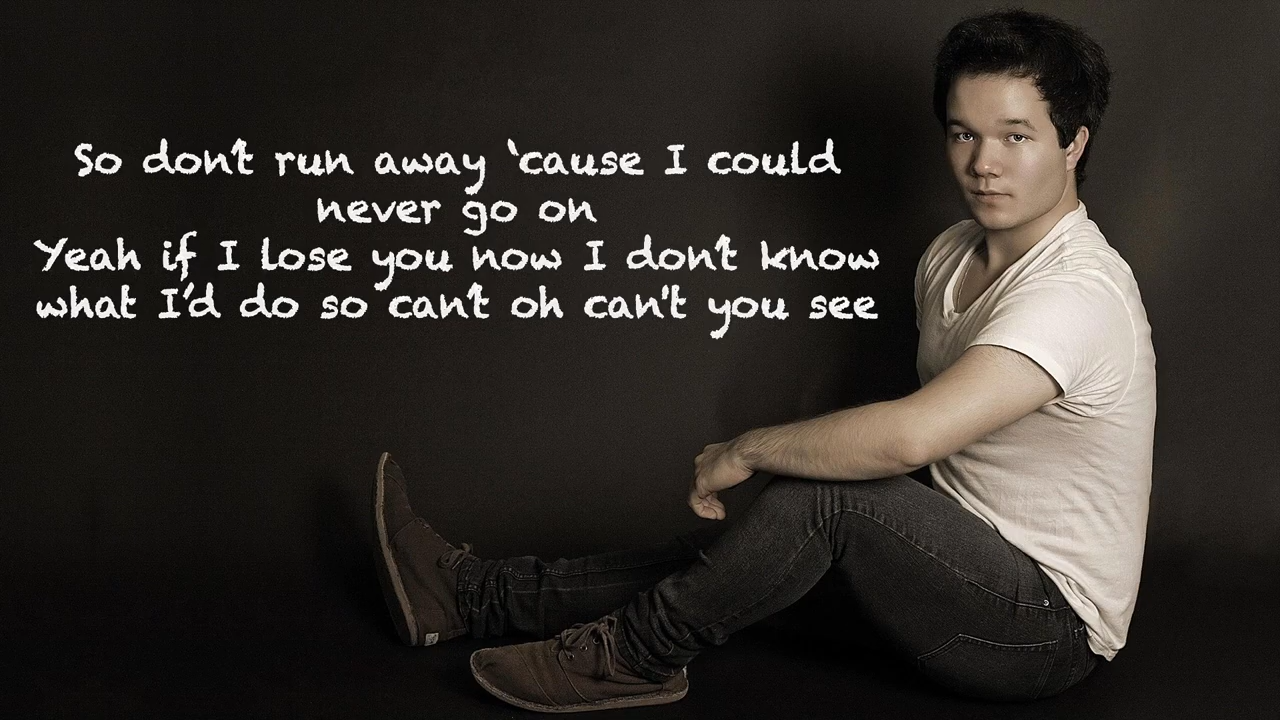 So don't run away ‘cause I could
never go on
Yeah if I lose you now I don't know
what I'd do so can't oh can't you see